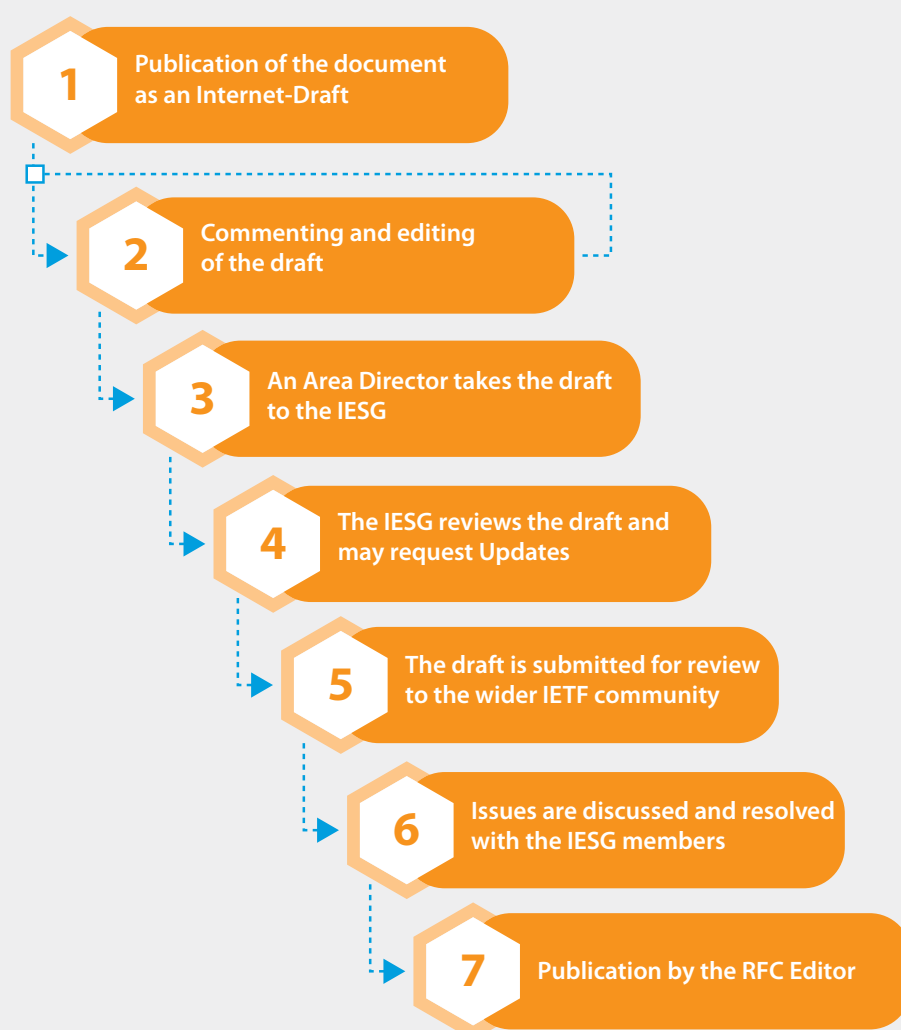 1
Publication of the document
as an Internet-Draft
2
Commenting and editing
of the draft
3
An Area Director takes the draft
to the IESG
4
The IESG reviews the draft and
may request Updates
5
The draft is submitted for review
to the wider IETF community
6
Issues are discussed and resolved
with the IESG members
7
Publication by the RFC Editor